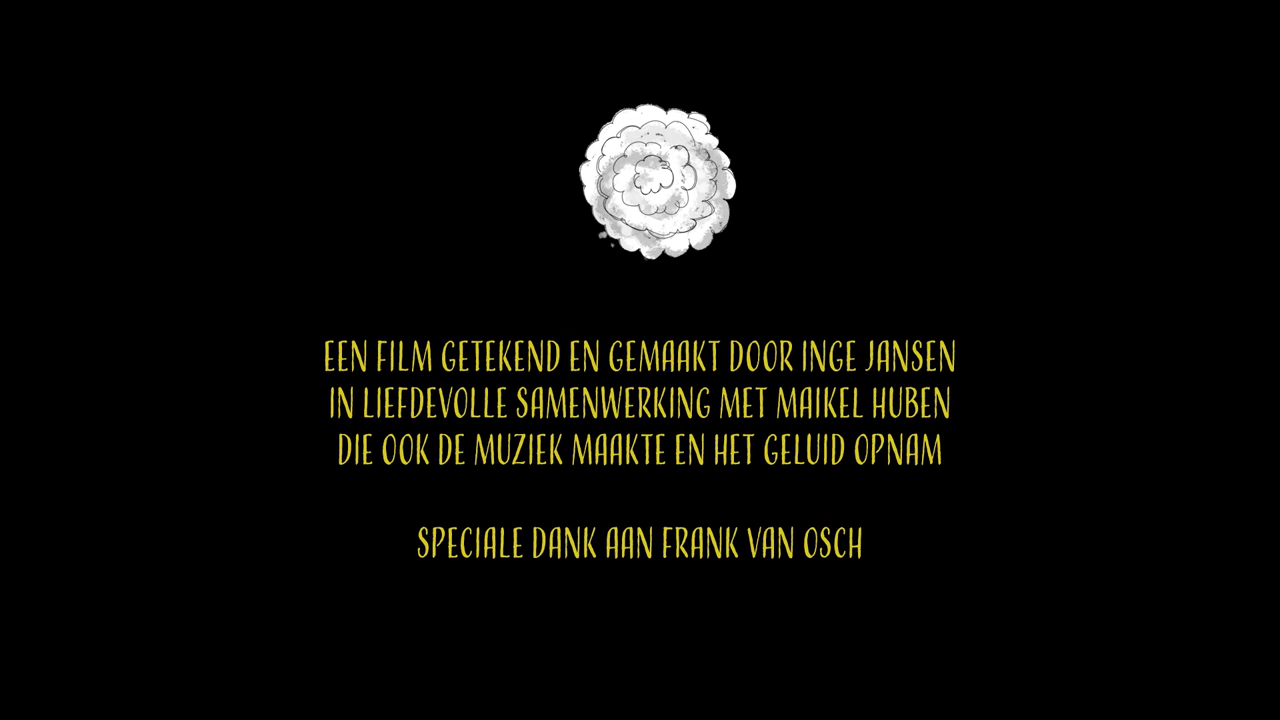 EEN FILM GETEKEND EN GEMAAKT DOOR INGE JANSEN
IN LIEFDEVOLLE SAMENWERKING MET MAIKEL HUBEN
DIE OOK DE MUZIEK MAAKTE EN HET GELUID OPNAM
SPECIALE DANK AAN FRANK VAN OSCH